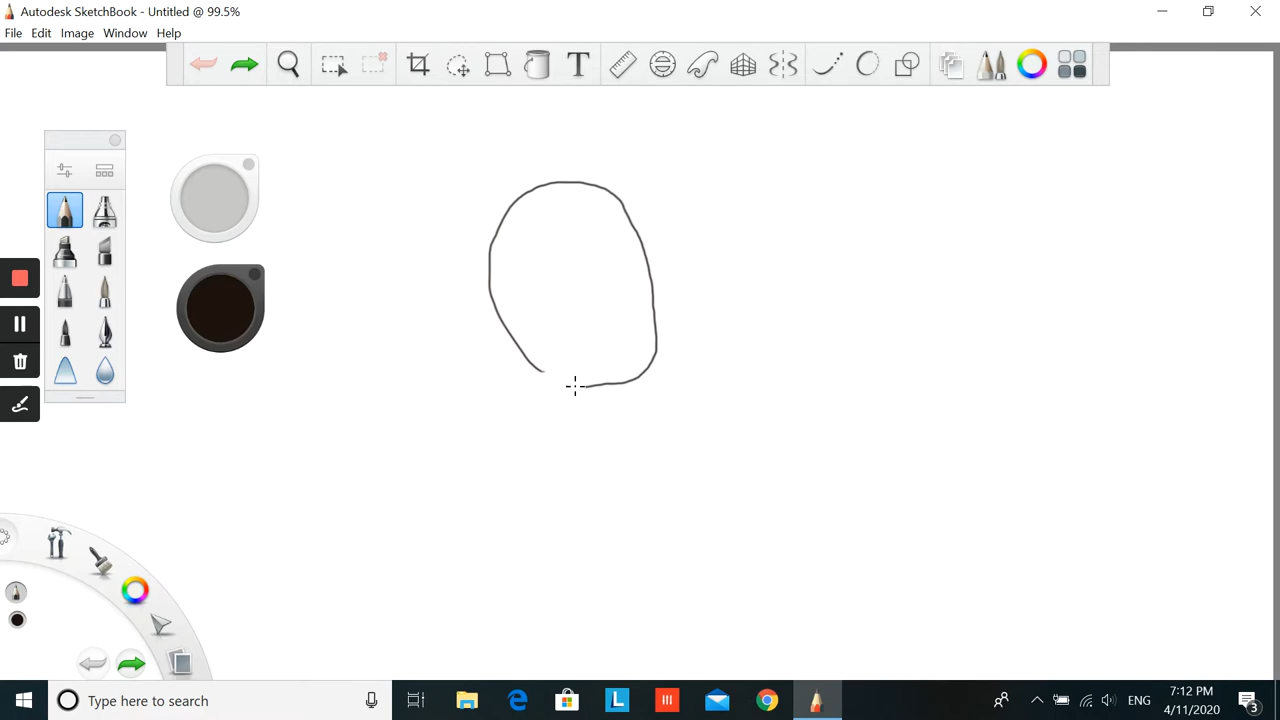 Autodesk SketchBook - Untitled @ 99.5%
File Edit Image Window Help
T
Type here to search
L
ENG
7:12 PM
4/11/2020
3